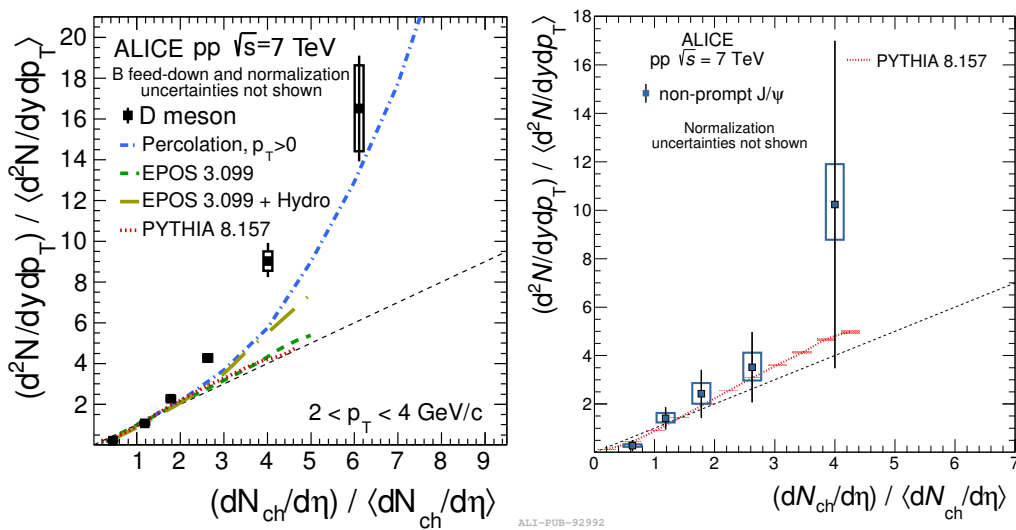 (d²N/dydp_T) / ⟨d²N/dydp_T⟩
20
18
16
14
12
10
8
6
4
2
ALICE pp √s=7 TeV
B feed-down and normalization
uncertainties not shown
D meson
Percolation, p_T>0
EPOS 3.099
EPOS 3.099 + Hydro
PYTHIA 8.157
2 < p_T < 4 GeV/c
1 2 3 4 5 6 7 8 9
(dN_ch/dη) / ⟨dN_ch/dη⟩
(d²N/dydp_T) / ⟨d²N/dydp_T⟩
18
16
14
12
10
8
6
4
2
0
ALICE
pp √s = 7 TeV
non-prompt J/ψ
Normalization
uncertainties not shown
PYTHIA 8.157
0 1 2 3 4 5 6 7
(dN_ch/dη) / ⟨dN_ch/dη⟩
ALI-PUB-92992